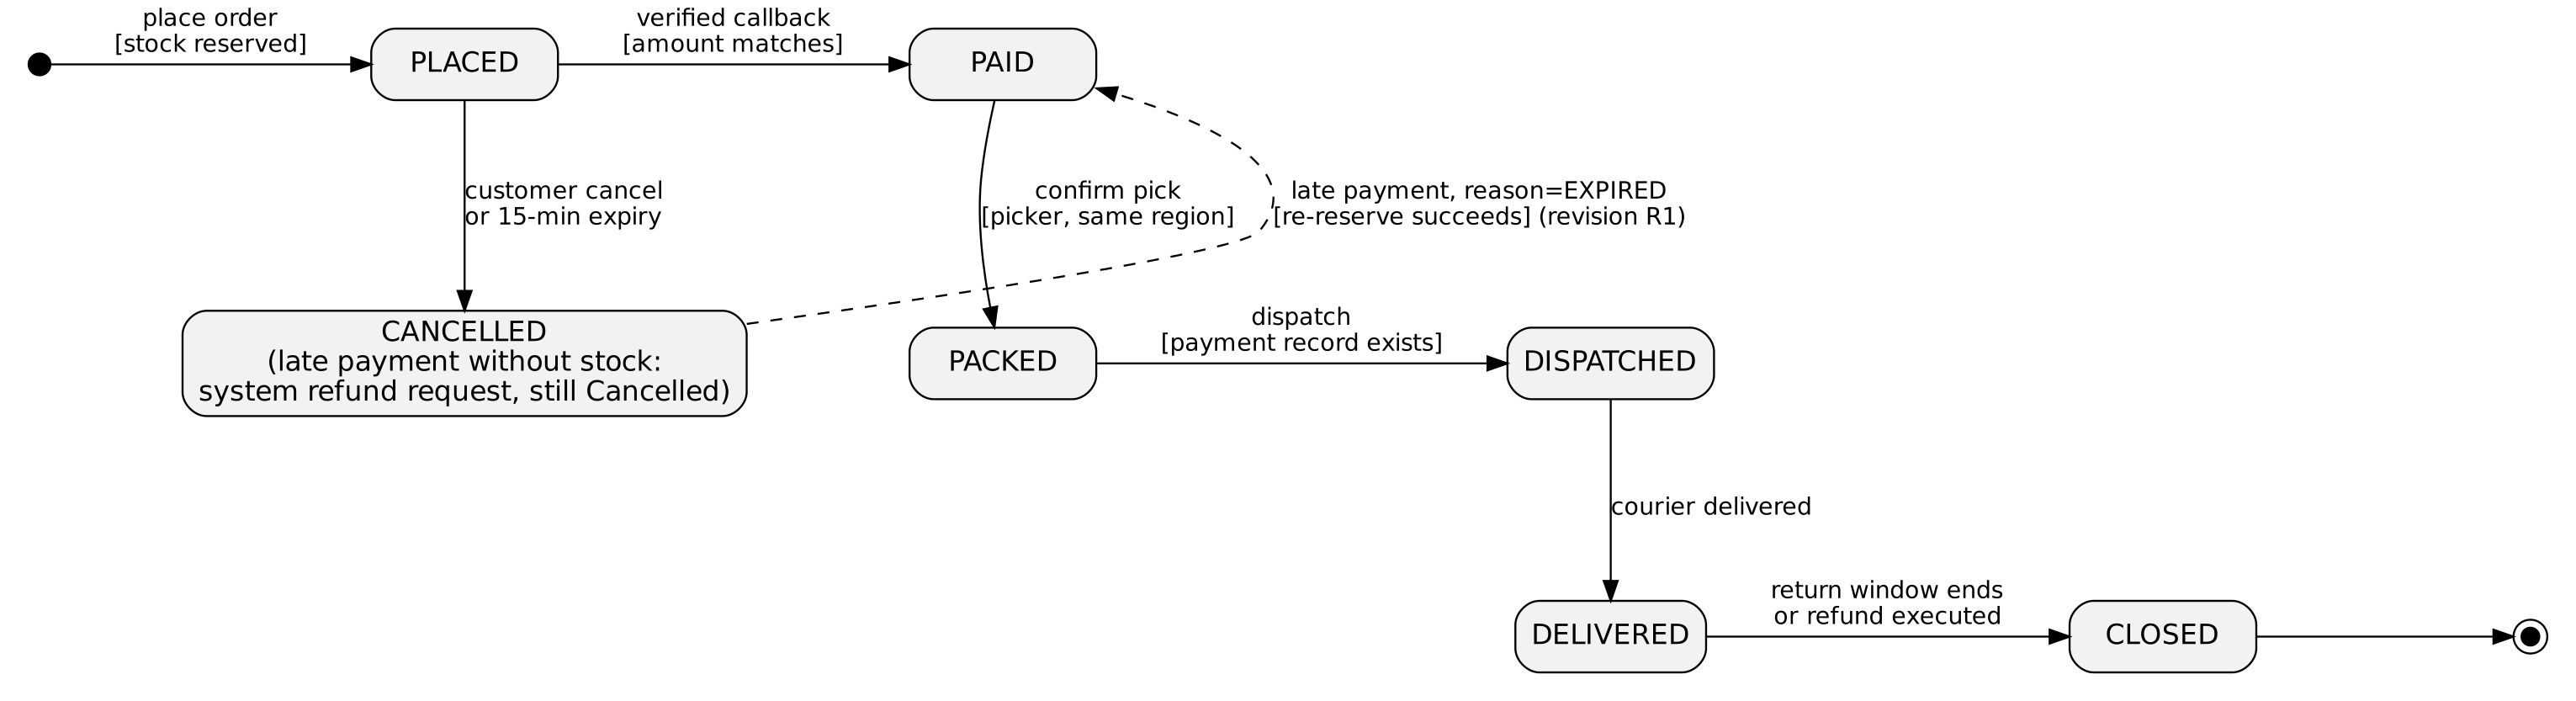 place order
[stock reserved]
PLACED
verified callback
[amount matches]
PAID
customer cancel
or 15-min expiry
confirm pick
[picker, same region]
late payment, reason=EXPIRED
[re-reserve succeeds] (revision R1)
CANCELLED
(late payment without stock:
system refund request, still Cancelled)
PACKED
dispatch
[payment record exists]
DISPATCHED
courier delivered
DELIVERED
return window ends
or refund executed
CLOSED